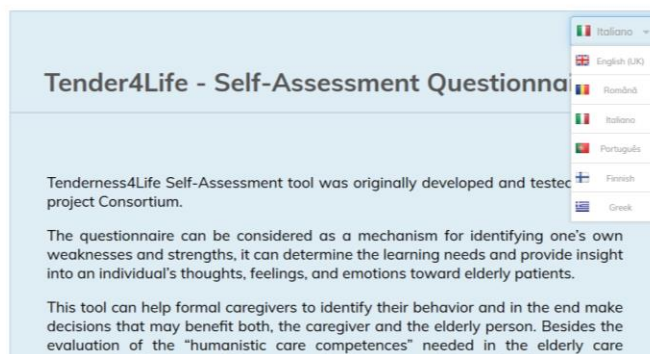 Italiano
English (UK)
Română
Italiano
Português
Finnish
Greek
Tender4Life - Self-Assessment Questionnai
Tenderness4Life Self-Assessment tool was originally developed and tested
project Consortium.
The questionnaire can be considered as a mechanism for identifying one's own
weaknesses and strengths, it can determine the learning needs and provide insight
into an individual's thoughts, feelings, and emotions toward elderly patients.
This tool can help formal caregivers to identify their behavior and in the end make
decisions that may benefit both, the caregiver and the elderly person. Besides the
evaluation of the “humanistic care competences” needed in the elderly care